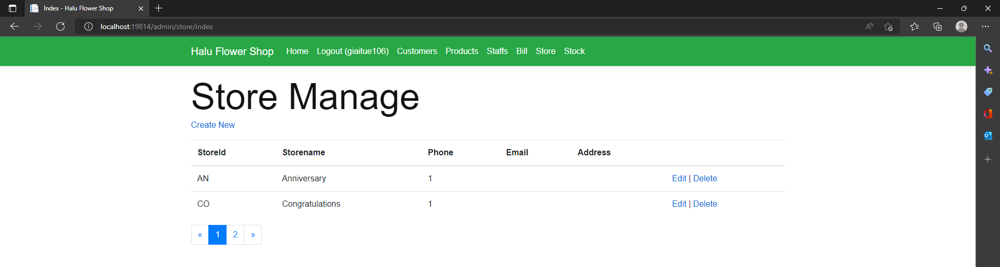 Index - Halu Flower Shop
localhost:19814/admin/store/index
Halu Flower Shop Home Logout (giaitue106) Customers Products Staffs Bill Store Stock
Store Manage
Create New
StoreId Storename Phone Email Address
AN Anniversary 1 Edit | Delete
CO Congratulations 1 Edit | Delete
« 1 2 »